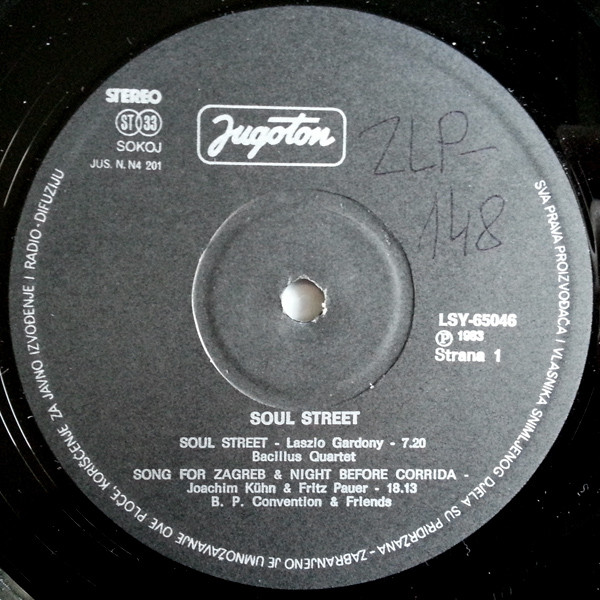 STEREO
ST 33
SOKOJ
JUS. N. N4 201
Jugoton
ZLP-
148
LSY-65046
Ⓟ 1983
Strana 1
SOUL STREET
SOUL STREET - Laszlo Gardony - 7.20
Bacillus Quartet
SONG FOR ZAGREB & NIGHT BEFORE CORRIDA -
Joachim Kühn & Fritz Pauer - 18.13
B. P. Convention & Friends
SVA PRAVA PROIZVOĐAČA I VLASNIKA SNIMLJENOG DJELA SU PRIDRŽANA - ZABRANJENO JE UMNOŽAVANJE OVE PLOČE, KORIŠĆENJE ZA JAVNO IZVOĐENJE I RADIO-DIFUZIJU